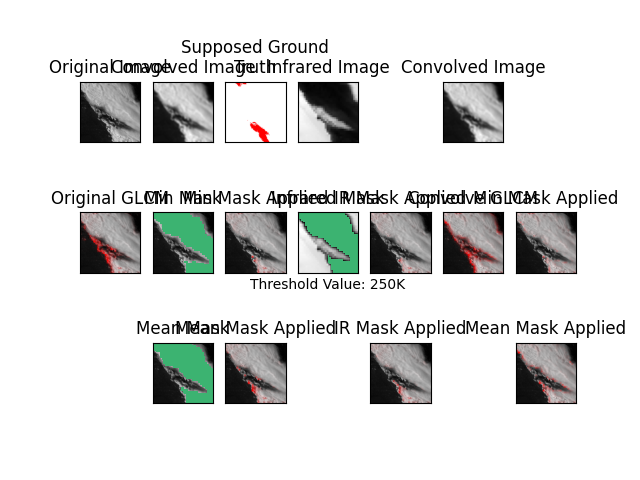 Supposed Ground
Original Image Convolved Image Truth Infrared Image Convolved Image
Original GLCM Min Mask Min Mask Applied Infrared Mask IR Mask Applied Convolved GLCM Min Mask Applied
Threshold Value: 250K
Mean Mask Mean Mask Applied IR Mask Applied Mean Mask Applied